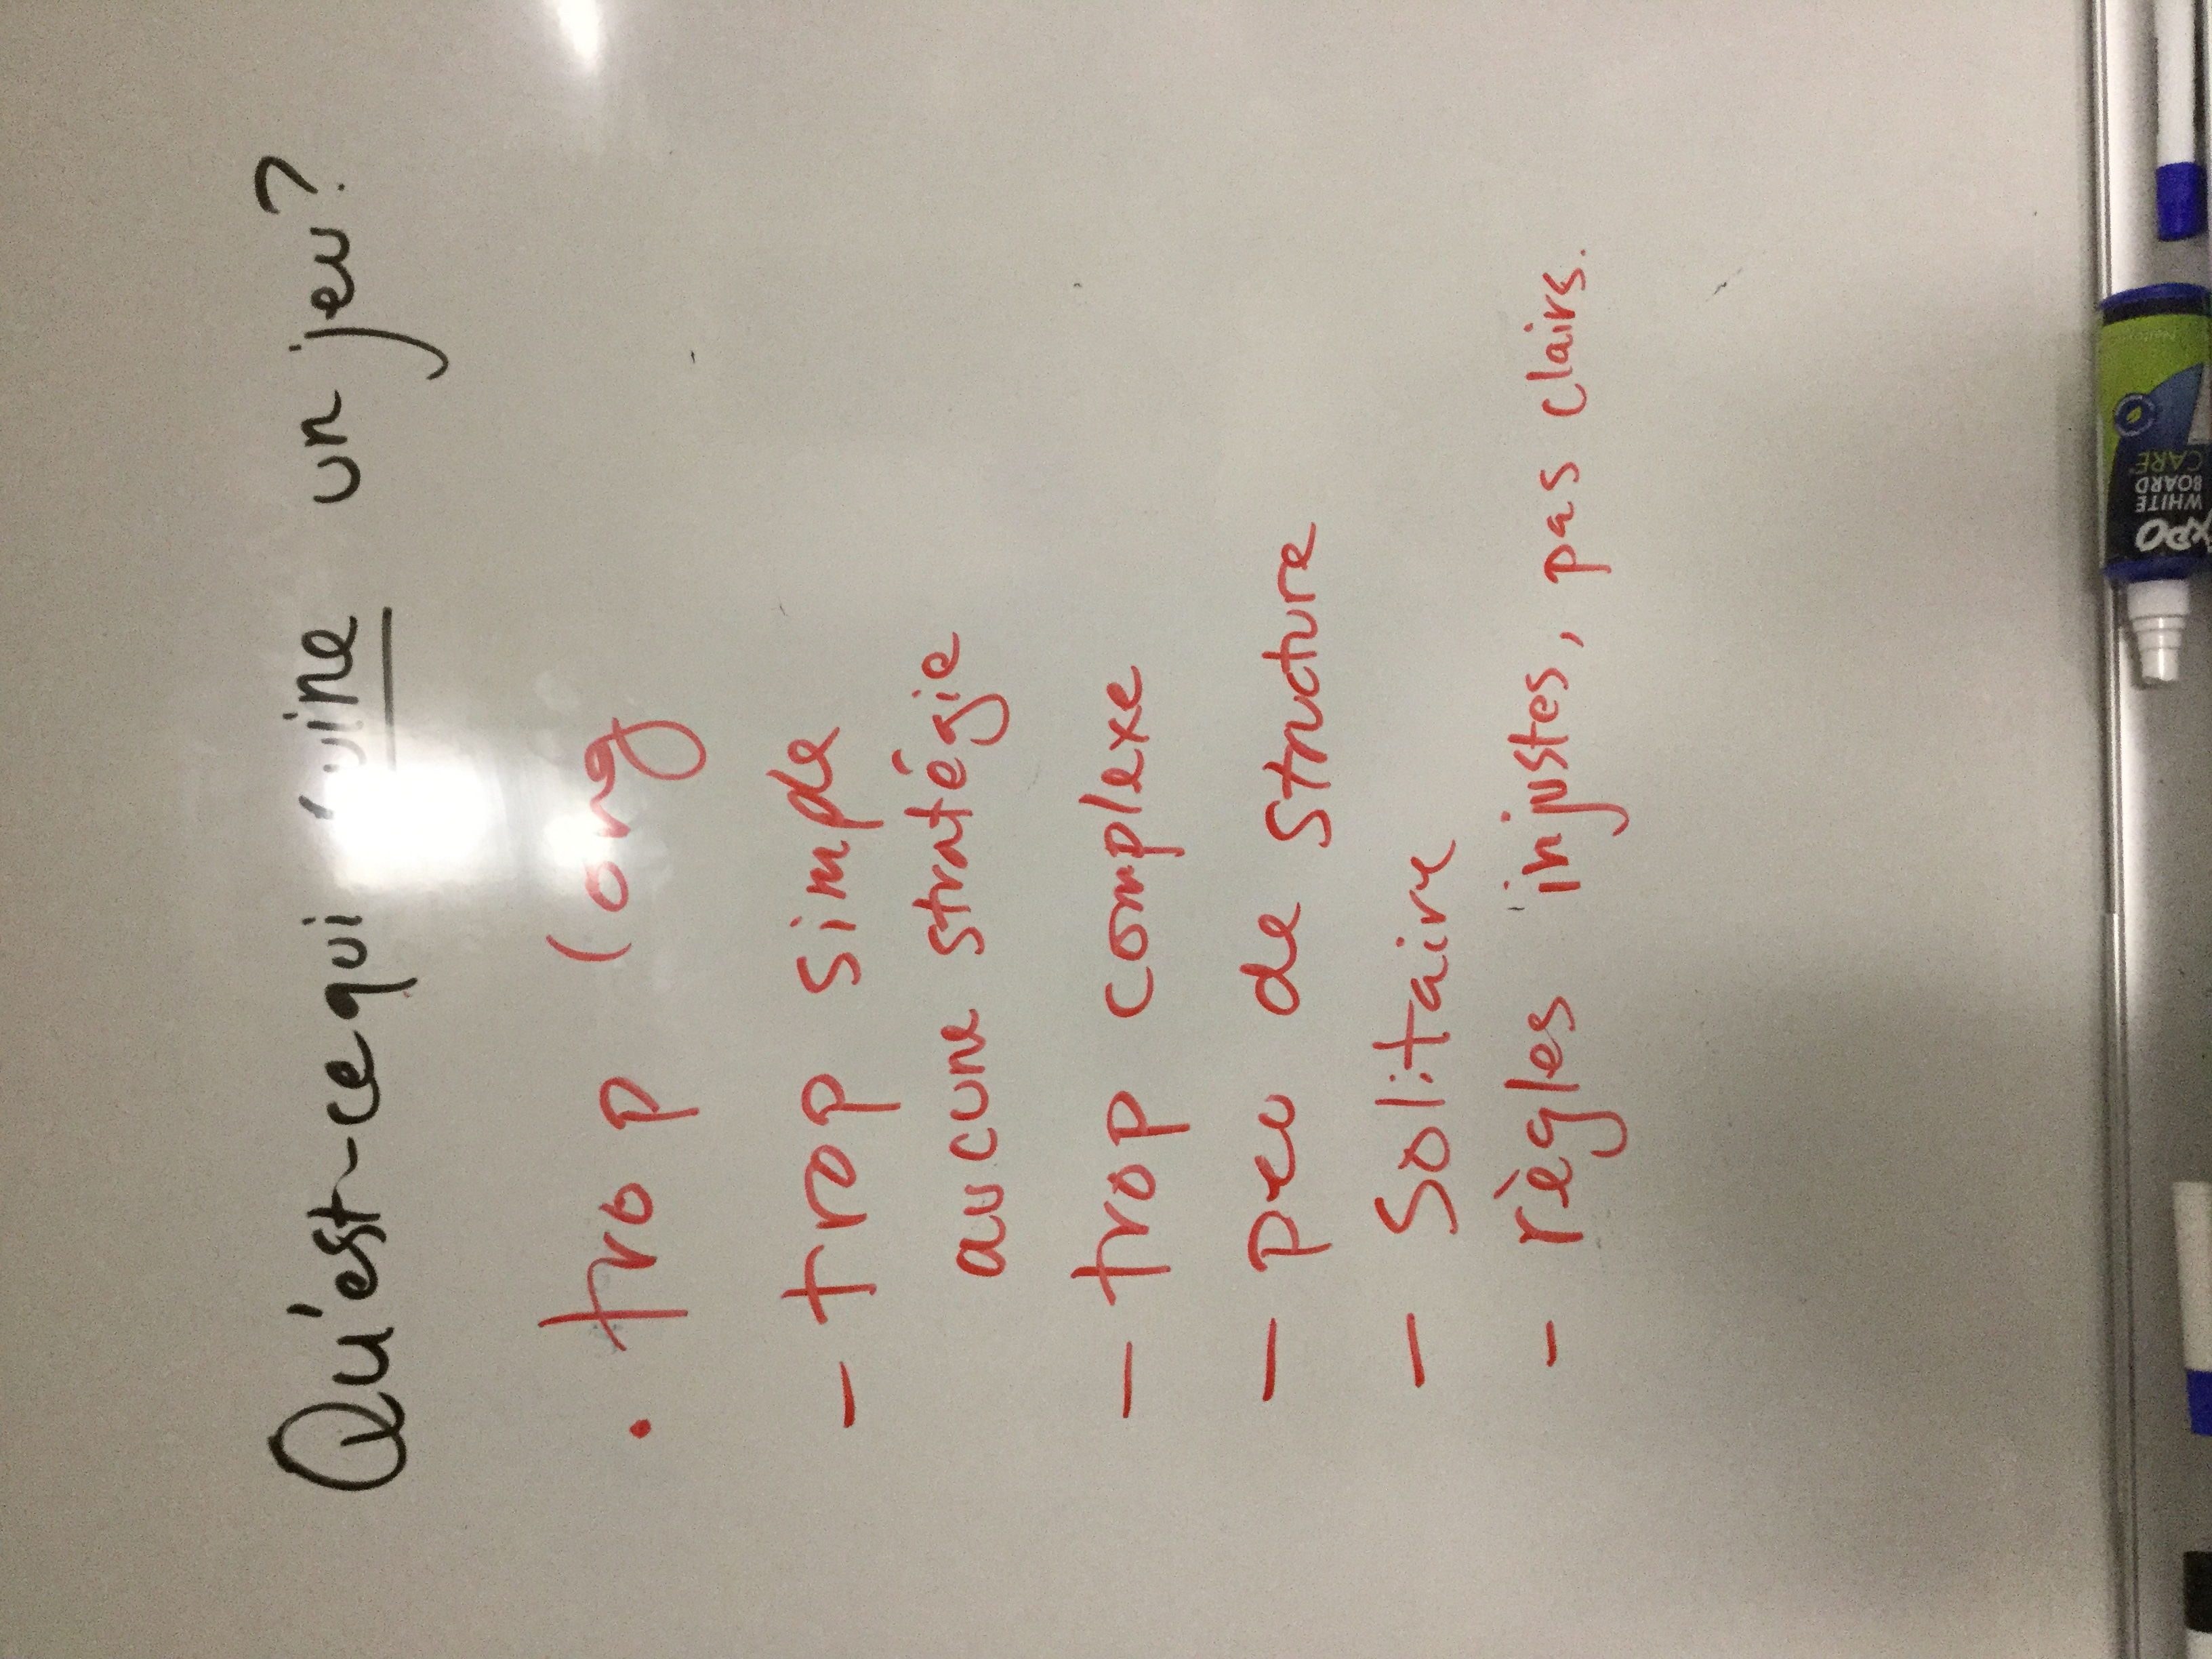 Qu'est-ce qui ruine un jeu?
• trop long
- trop simple
aucune stratégie
- trop complexe
- peu de structure
- Solitaire
- règles injustes, pas clairs.
EXPO
WHITE
BOARD
CARE